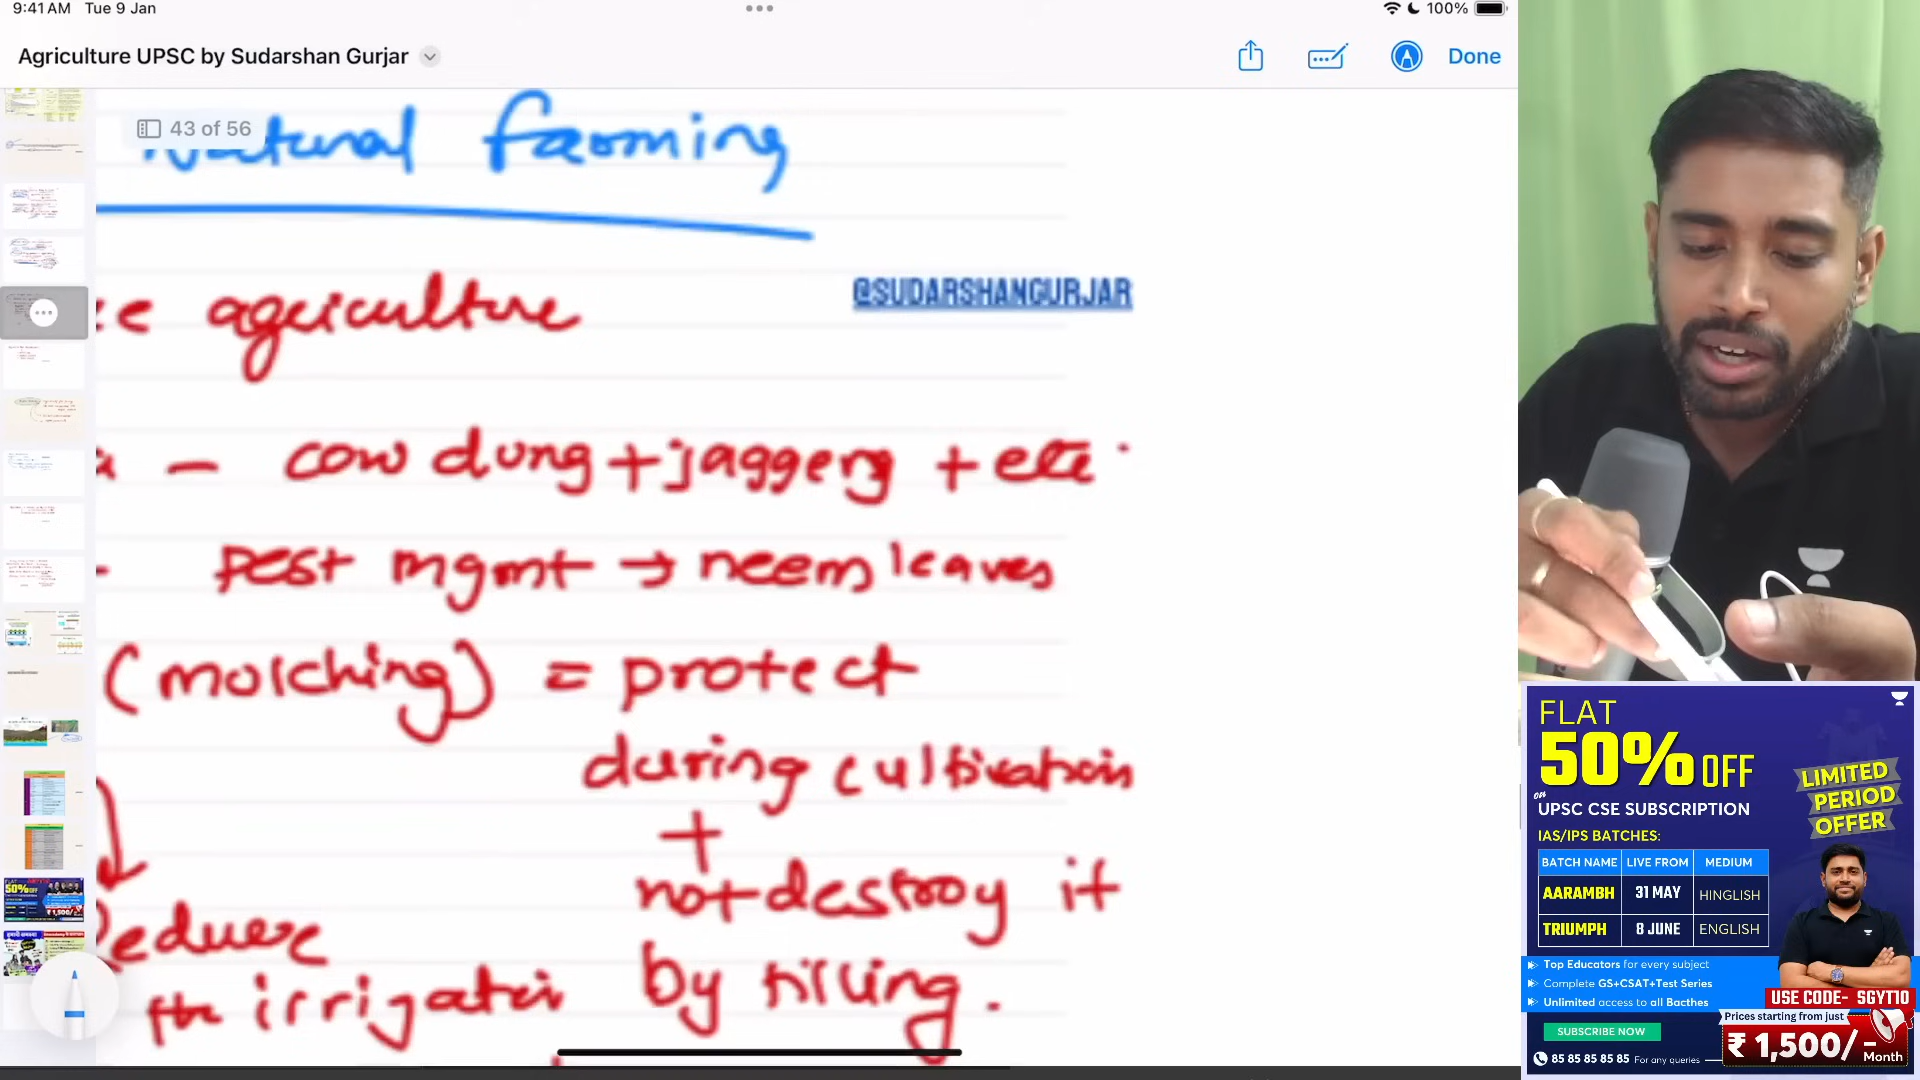 9:41 AM Tue 9 Jan
100%
Agriculture UPSC by Sudarshan Gurjar
Done
43 of 56
Natural farming
@SUDARSHANGURJAR
ce agriculture
a - cow dung + jaggery + etc.
- pest mgmt → neem leaves
(molching) = protect
during cultivation
+
not destroy it
by tilling.
Reduce
the irrigation
FLAT
50% OFF
on
UPSC CSE SUBSCRIPTION
LIMITED
PERIOD
OFFER
IAS/IPS BATCHES:
BATCH NAME LIVE FROM MEDIUM
AARAMBH 31 MAY HINGLISH
TRIUMPH 8 JUNE ENGLISH
Top Educators for every subject
Complete GS+CSAT+Test Series
Unlimited access to all Bacthes
USE CODE- SGYT10
Prices starting from just
₹ 1,500/-
Month
SUBSCRIBE NOW
85 85 85 85 85 For any queries